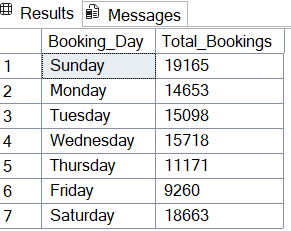 Results Messages
Booking_Day Total_Bookings
1 Sunday 19165
2 Monday 14653
3 Tuesday 15098
4 Wednesday 15718
5 Thursday 11171
6 Friday 9260
7 Saturday 18663